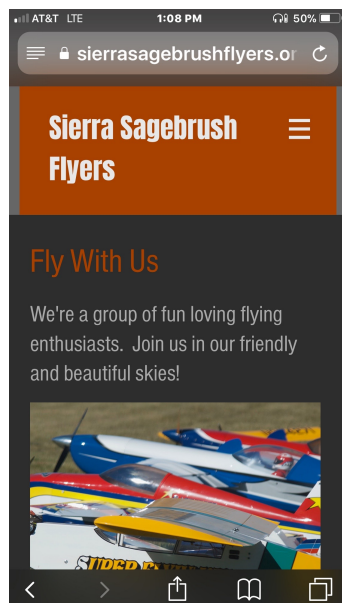 AT&T LTE 1:08 PM 50%
sierrasagebrushflyers.or
Sierra Sagebrush
Flyers
Fly With Us
We're a group of fun loving flying
enthusiasts.  Join us in our friendly
and beautiful skies!
SUPER